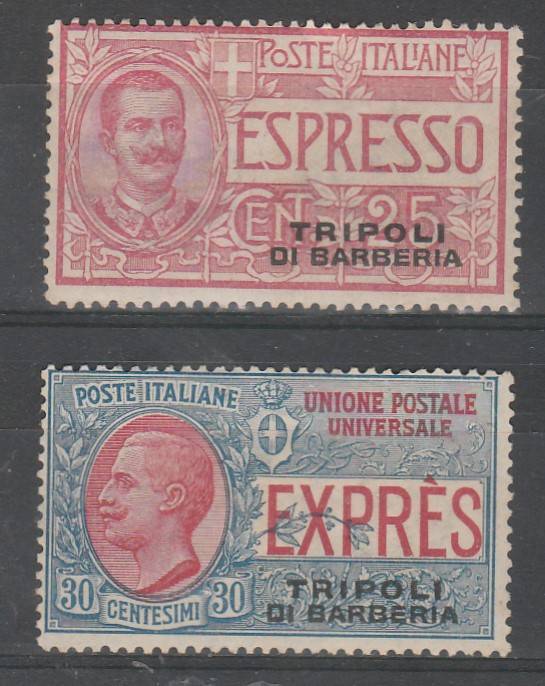 POSTE ITALIANE
ESPRESSO
CENT. 25
TRIPOLI
DI BARBERIA
POSTE ITALIANE
UNIONE POSTALE
UNIVERSALE
EXPRÈS
30 CENTESIMI 30
TRIPOLI
DI BARBERIA